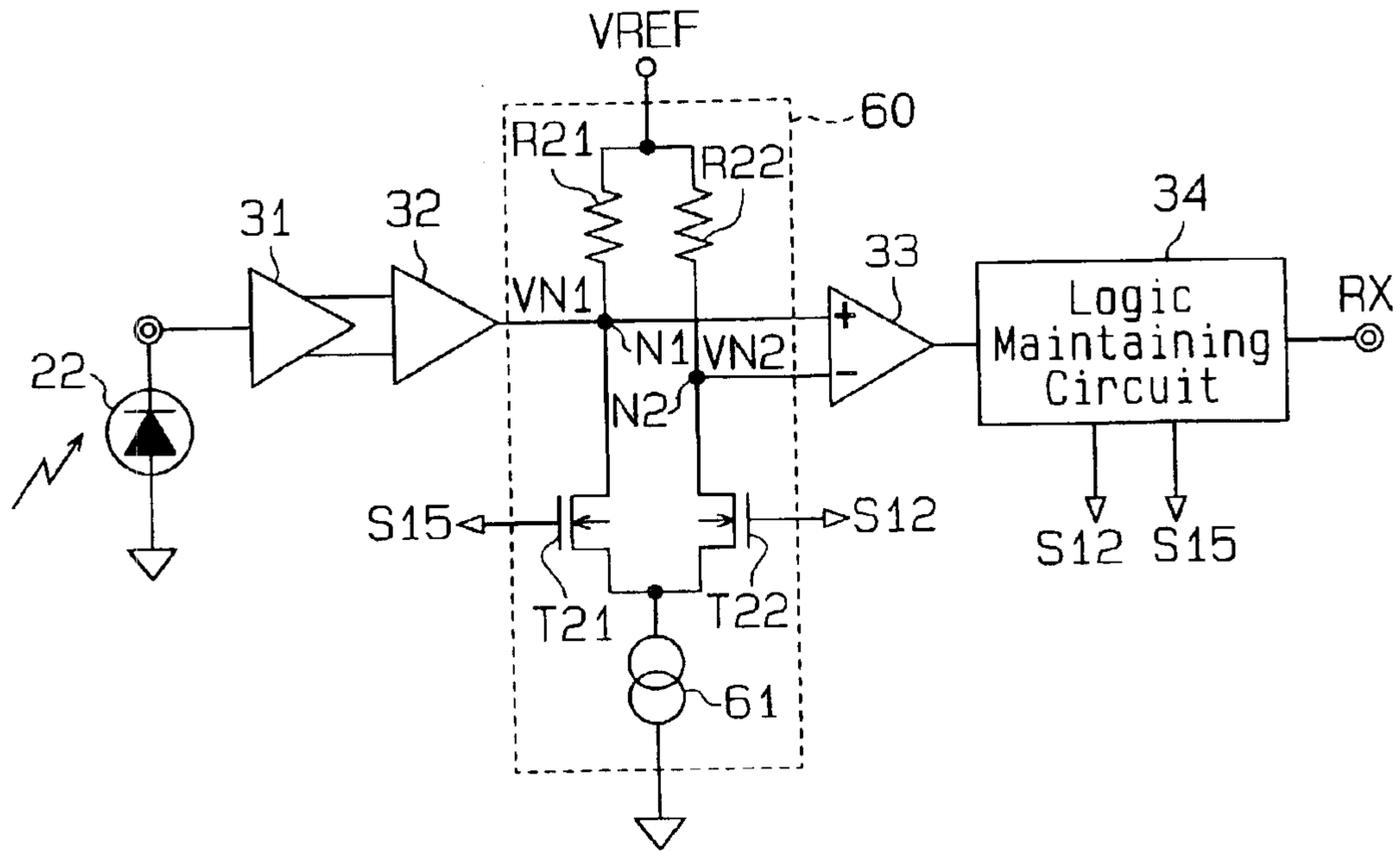 VREF
60
R21
R22
31
32
33
34
VN1
N1
VN2
N2
+
−
Logic
Maintaining
Circuit
RX
22
S15
S12
S12
S15
T21
T22
61